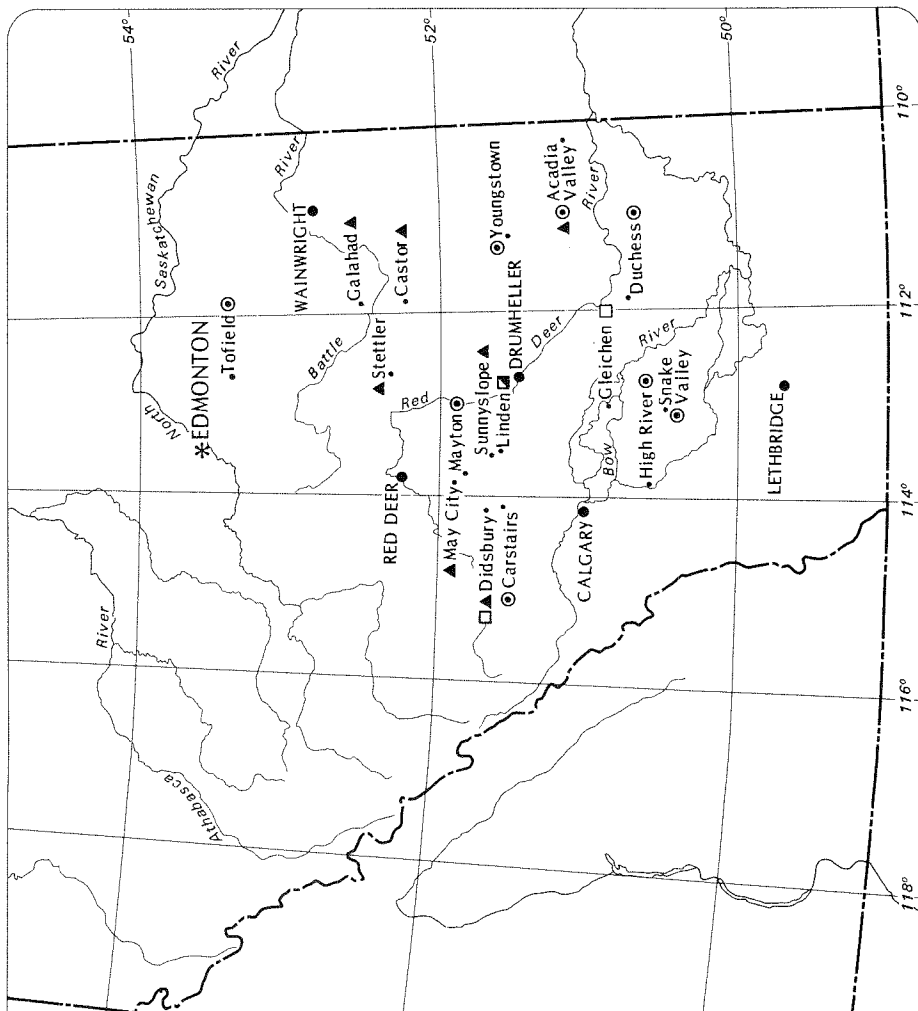 54°
52°
50°
110°
112°
114°
116°
118°
North
Saskatchewan
River
*EDMONTON
Tofield
WAINWRIGHT
Battle
River
Galahad
Castor
Stettler
Youngstown
Acadia
Valley
Red
Deer
River
RED DEER
May City
Mayton
Sunnyslope
Linden
DRUMHELLER
Didsbury
Carstairs
CALGARY
Bow
River
Gleichen
Duchess
High River
Snake
Valley
LETHBRIDGE
River
Athabasca